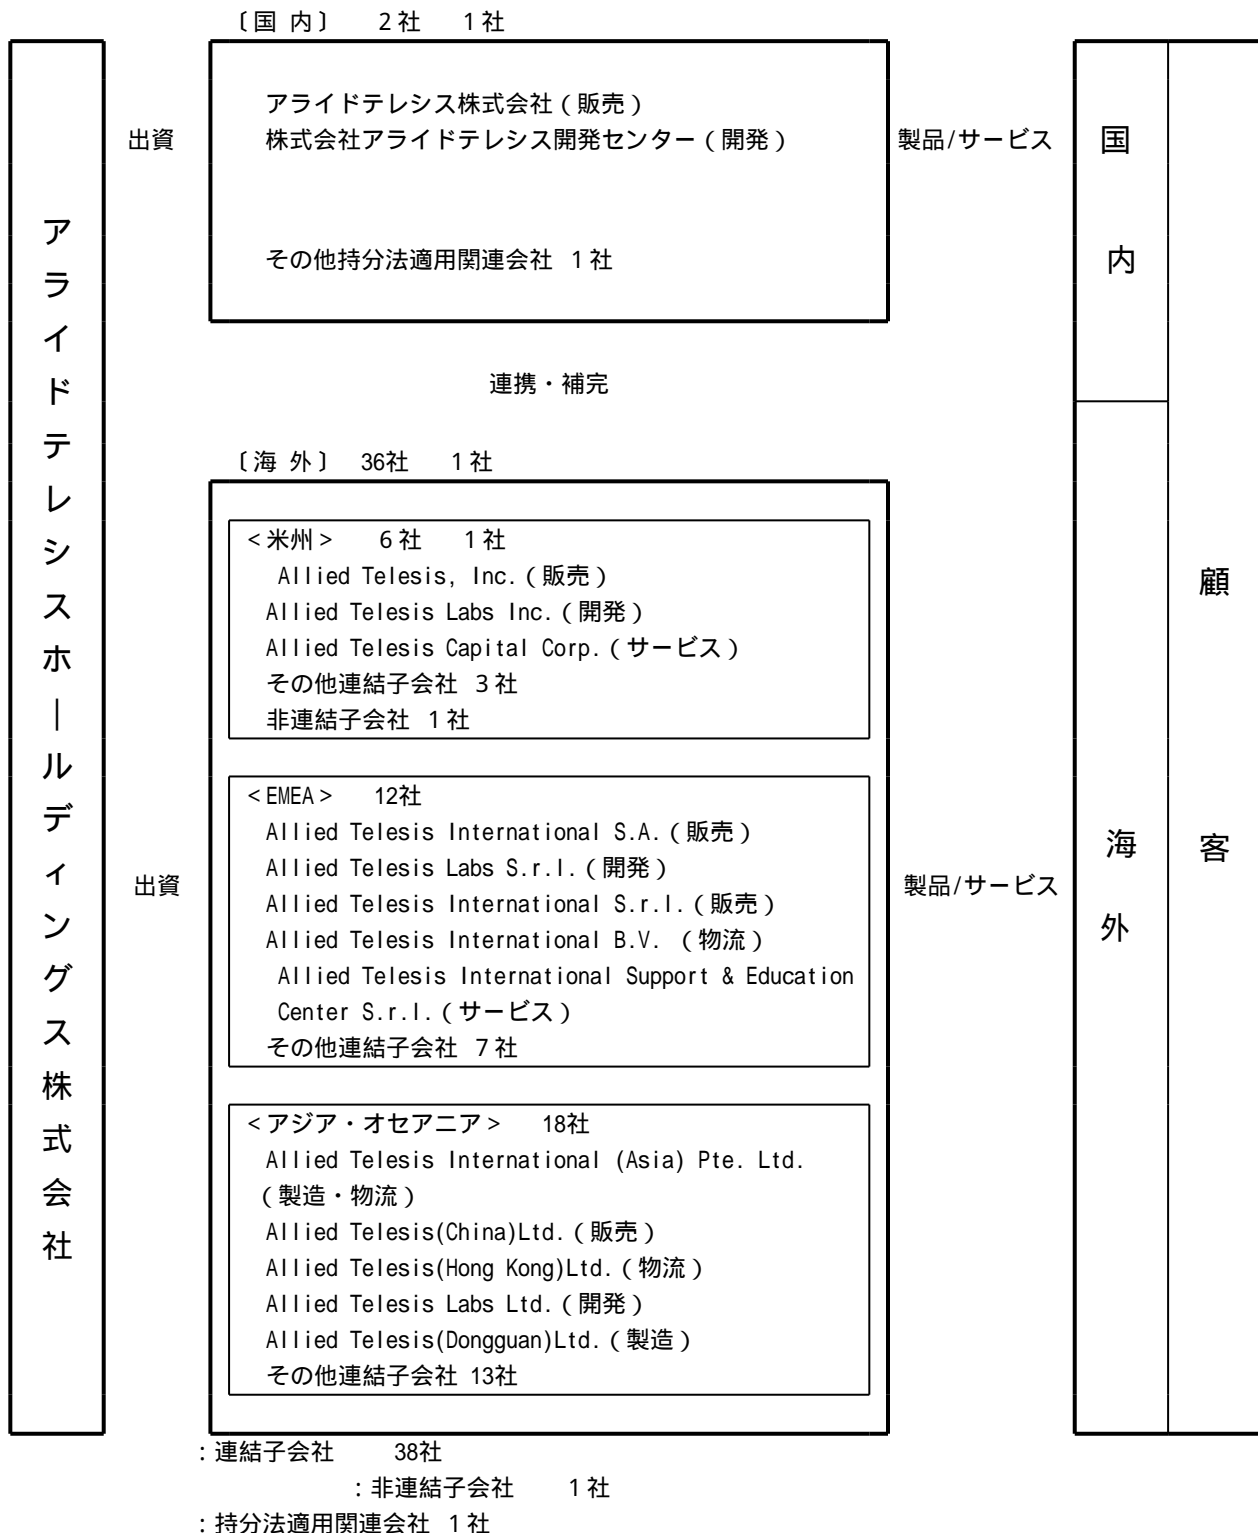 〔国 内〕 2社 1社
アライドテレシスホールディングス株式会社
出資
アライドテレシス株式会社(販売)
株式会社アライドテレシス開発センター(開発)
その他持分法適用関連会社 1社
製品/サービス
国内
連携・補完
〔海 外〕 36社 1社
出資
<米州> 6社 1社
Allied Telesis, Inc.(販売)
Allied Telesis Labs Inc.(開発)
Allied Telesis Capital Corp.(サービス)
その他連結子会社 3社
非連結子会社 1社
<EMEA> 12社
Allied Telesis International S.A.(販売)
Allied Telesis Labs S.r.l.(開発)
Allied Telesis International S.r.l.(販売)
Allied Telesis International B.V. (物流)
Allied Telesis International Support & Education
Center S.r.l.(サービス)
その他連結子会社 7社
<アジア・オセアニア> 18社
Allied Telesis International (Asia) Pte. Ltd.
(製造・物流)
Allied Telesis(China)Ltd.(販売)
Allied Telesis(Hong Kong)Ltd.(物流)
Allied Telesis Labs Ltd.(開発)
Allied Telesis(Dongguan)Ltd.(製造)
その他連結子会社 13社
製品/サービス
海外
顧客
:連結子会社 38社
:非連結子会社 1社
:持分法適用関連会社 1社